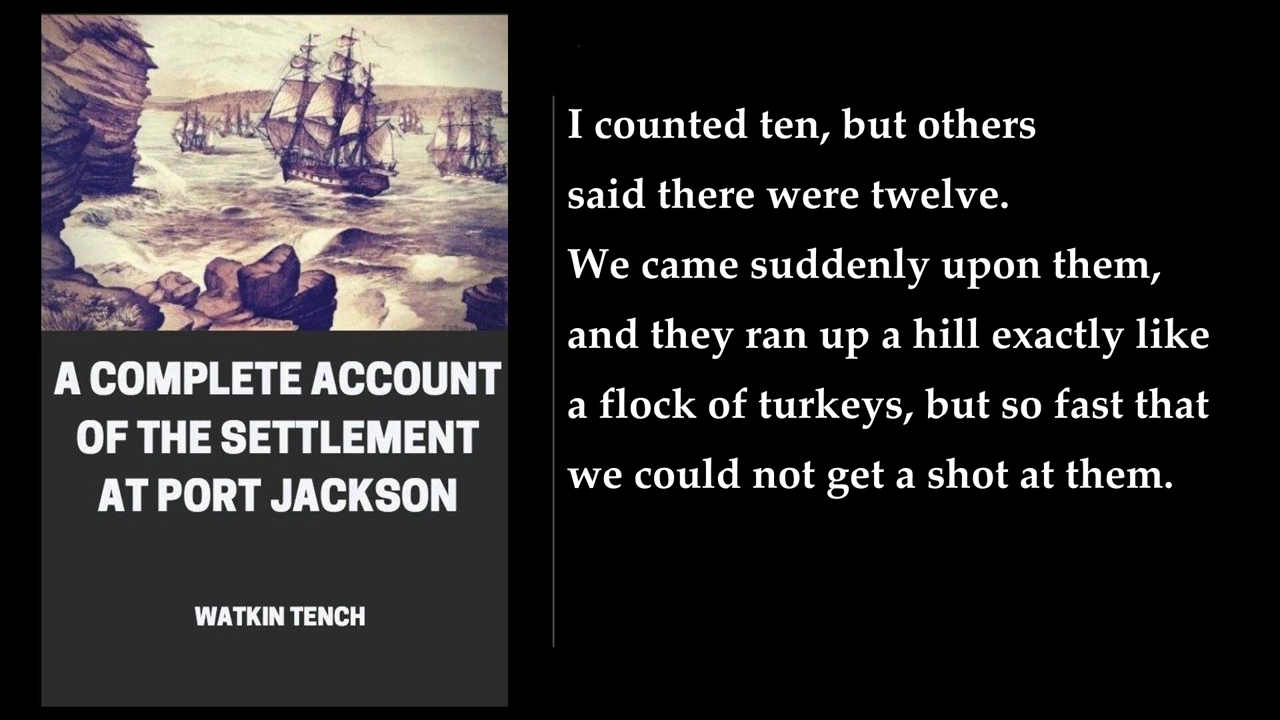 A COMPLETE ACCOUNT
OF THE SETTLEMENT
AT PORT JACKSON
WATKIN TENCH
I counted ten, but others
said there were twelve.
We came suddenly upon them,
and they ran up a hill exactly like
a flock of turkeys, but so fast that
we could not get a shot at them.